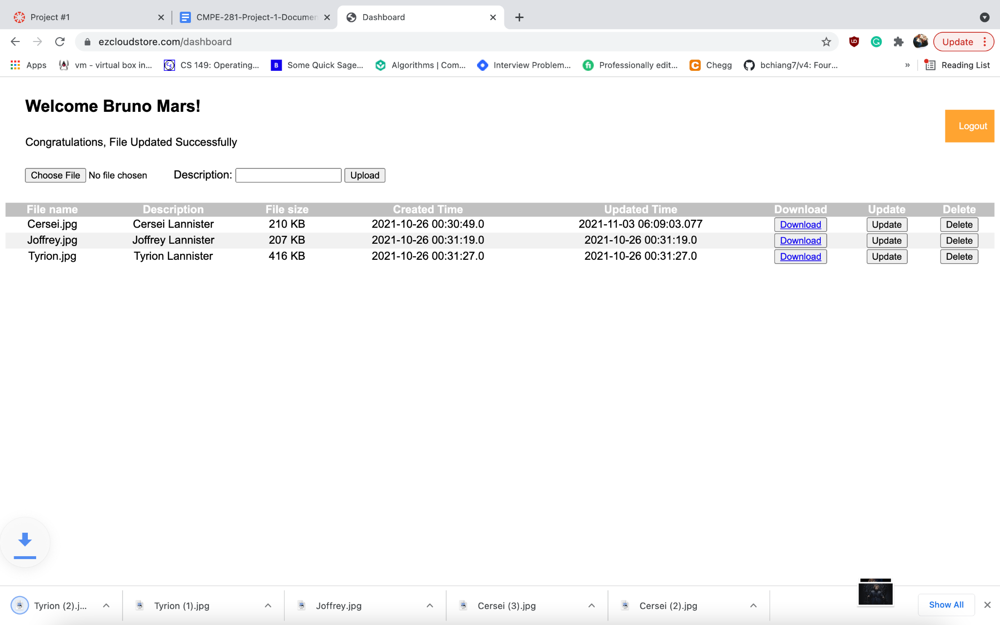 Project #1
CMPE-281-Project-1-Documen
Dashboard
ezcloudstore.com/dashboard
Update
Apps
vm - virtual box in...
CS 149: Operating...
Some Quick Sage...
Algorithms | Com...
Interview Problem...
Professionally edit...
Chegg
bchiang7/v4: Four...
»
Reading List
Welcome Bruno Mars!
Logout
Congratulations, File Updated Successfully
Choose File No file chosen Description: Upload
File name Description File size Created Time Updated Time Download Update Delete
Cersei.jpg Cersei Lannister 210 KB 2021-10-26 00:30:49.0 2021-11-03 06:09:03.077 Download Update Delete
Joffrey.jpg Joffrey Lannister 207 KB 2021-10-26 00:31:19.0 2021-10-26 00:31:19.0 Download Update Delete
Tyrion.jpg Tyrion Lannister 416 KB 2021-10-26 00:31:27.0 2021-10-26 00:31:27.0 Download Update Delete
Tyrion (2).j...
Tyrion (1).jpg
Joffrey.jpg
Cersei (3).jpg
Cersei (2).jpg
Show All